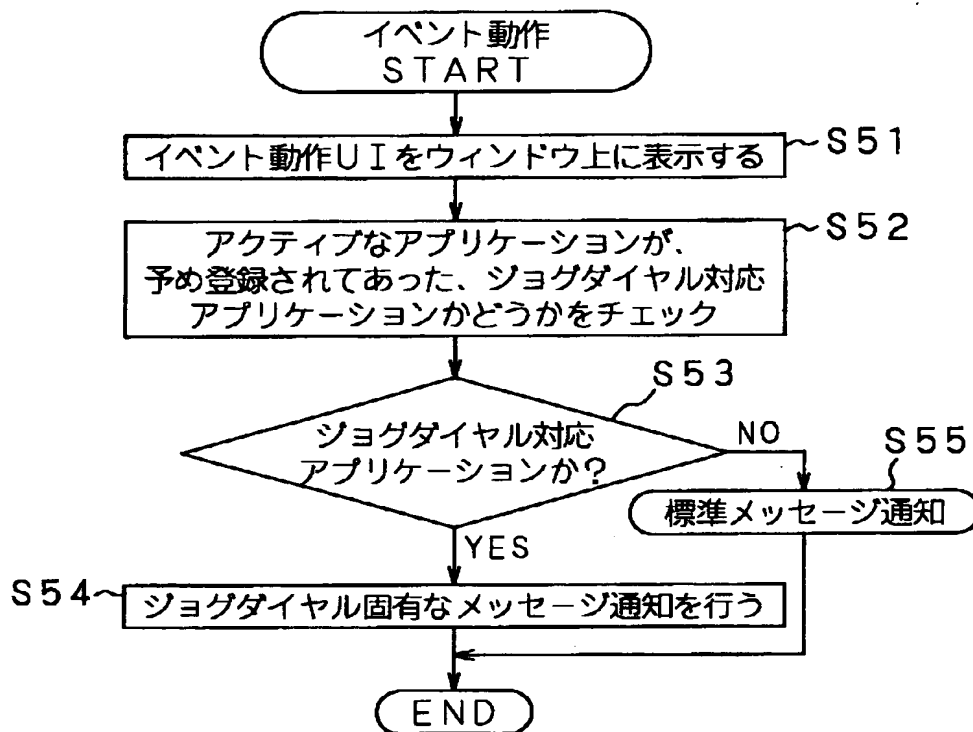 イベント動作
START
イベント動作UIをウィンドウ上に表示する
S51
アクティブなアプリケーションが、
予め登録されてあった、ジョグダイヤル対応
アプリケーションかどうかをチェック
S52
S53
ジョグダイヤル対応
アプリケーションか?
NO
S55
標準メッセージ通知
YES
S54
ジョグダイヤル固有なメッセージ通知を行う
END